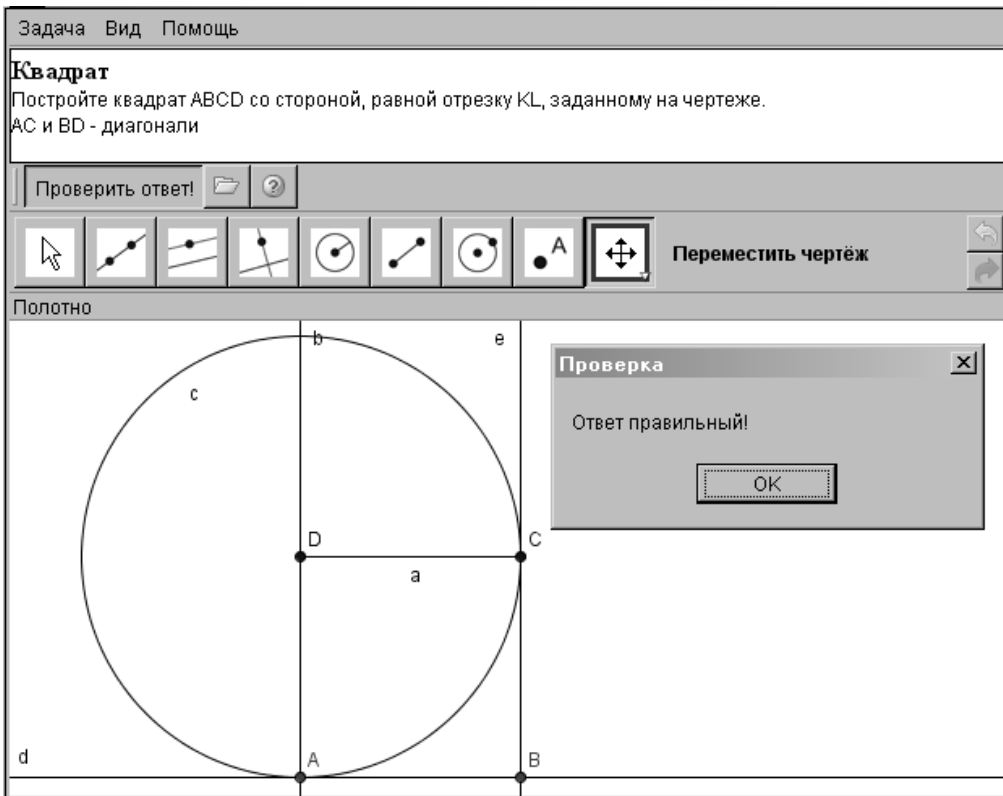 Задача Вид Помощь
Квадрат
Постройте квадрат ABCD со стороной, равной отрезку KL, заданному на чертеже.
AC и BD - диагонали
Проверить ответ!
A Переместить чертёж
Полотно
b e
c
Проверка
Ответ правильный!
OK
D C
a
d A B